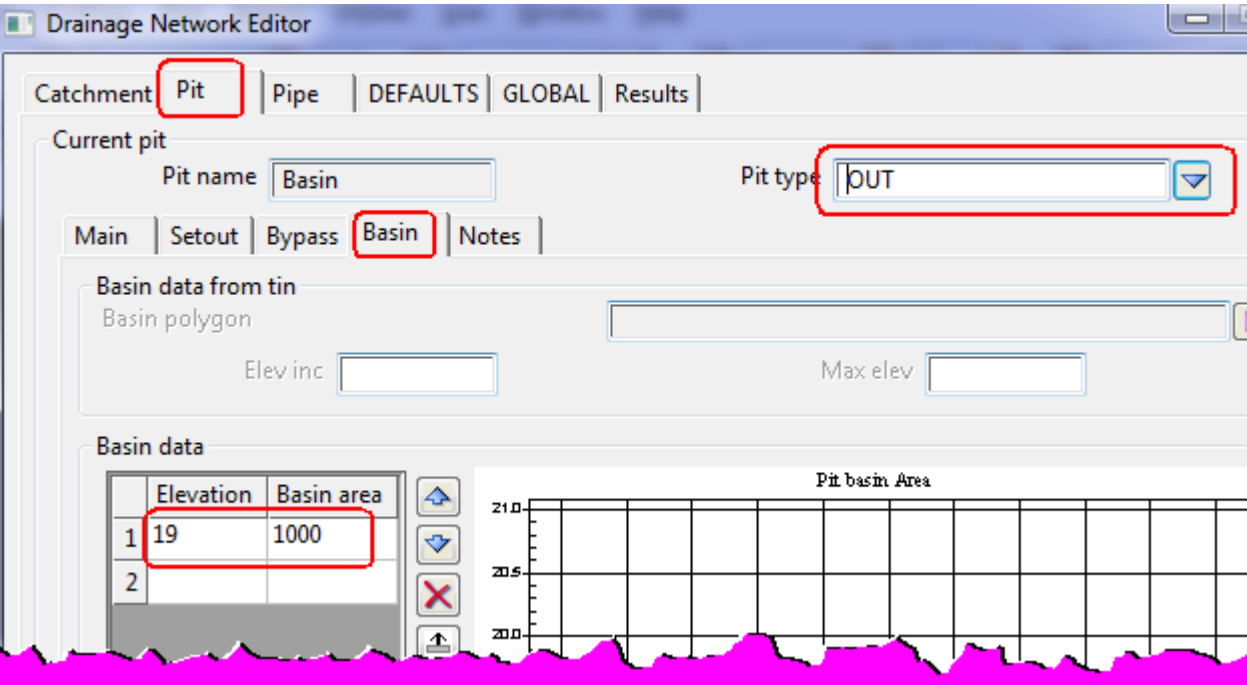 Drainage Network Editor
Catchment Pit Pipe DEFAULTS GLOBAL Results
Current pit
Pit name Basin Pit type OUT
Main Setout Bypass Basin Notes
Basin data from tin
Basin polygon
Elev inc Max elev
Basin data
Elevation Basin area
1 19 1000
2
Pit basin Area
21.0
20.5
20.0